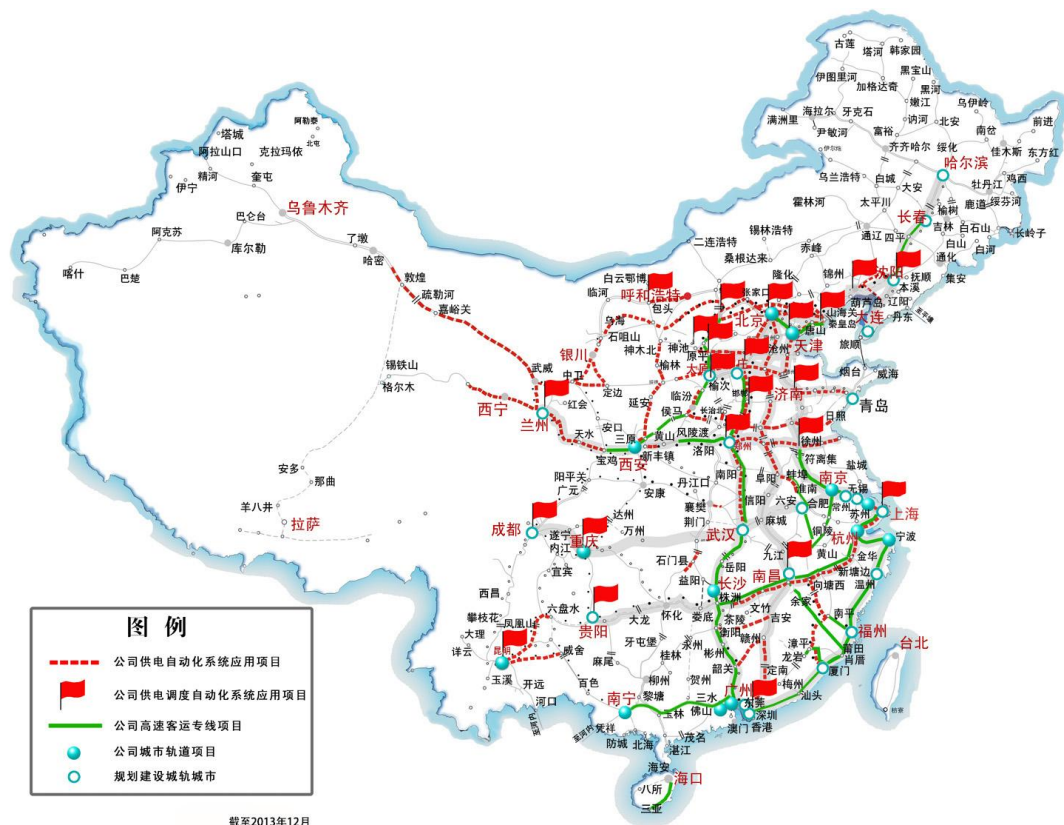 古莲
塔河
韩家园
伊图里河
黑宝山
加格达奇
黑河
嫩江
乌伊岭
海拉尔
牙克石
满洲里
讷河
北安
前进
尹敏河
富裕
南岔
佳木斯
东方红
齐齐哈尔
绥化
哈尔滨
鸡西
乌兰浩特
白城
大安
牡丹江
绥芬河
霍林河
太平川
长春
榆树
鹿道
吉林
白石山
长岭子
通辽
四平
白山
白河
锡林浩特
二连浩特
赤峰
通化
集安
桑根达来
阿勒泰
北屯
塔城
阿拉山口
克拉玛依
精河
奎屯
伊宁
乌鲁木齐
巴仑台
阿克苏
库尔勒
了墩
哈密
喀什
巴楚
敦煌
疏勒河
嘉峪关
白云鄂博
临河
呼和浩特
包头
张家口
隆化
锦州
沈阳
抚顺
本溪
葫芦岛
辽阳
山海关
秦皇岛
大连
丹东
旅顺
北京
唐山
天津
沧州
乌海
石咀山
神木北
神池
原平
银川
榆林
太原
榆次
中卫
定边
武威
锡铁山
格尔木
烟台
威海
济南
青岛
日照
西宁
兰州
红会
延安
临汾
侯马
长治北
邯郸
天水
安口
三原
黄山
风陵渡
宝鸡
西安
新丰镇
洛阳
郑州
徐州
符离集
盐城
安多
那曲
羊八井
拉萨
阳平关
广元
安康
丹江口
南阳
信阳
阜阳
蚌埠
淮南
南京
无锡
常州
苏州
上海
襄樊
荆门
六安
合肥
麻城
铜陵
杭州
宁波
成都
遂宁
内江
重庆
达州
万州
宜宾
武汉
石门县
益阳
岳阳
九江
黄山
金华
南昌
新塘边
向塘西
温州
长沙
株洲
西昌
攀枝花
凤凰山
六盘水
贵阳
大龙
怀化
娄底
茶陵
文竹
吉安
余家
南平
福州
台北
大理
昆明
威舍
牙屯堡
永州
衡阳
赣州
漳平
莆田
肖厝
祥云
玉溪
麻尾
桂林
彬州
龙岩
厦门
开远
百色
柳州
贺州
韶关
定南
梅州
汕头
枋寮
河口
南宁
黎塘
三水
广州
东莞
玉林
佛山
深圳
香港
澳门
至河内
凭祥
防城
北海
茂名
湛江
海安
海口
八所
三亚
图 例
公司供电自动化系统应用项目
公司供电调度自动化系统应用项目
公司高速客运专线项目
公司城市轨道项目
规划建设城轨城市
截至2013年12月